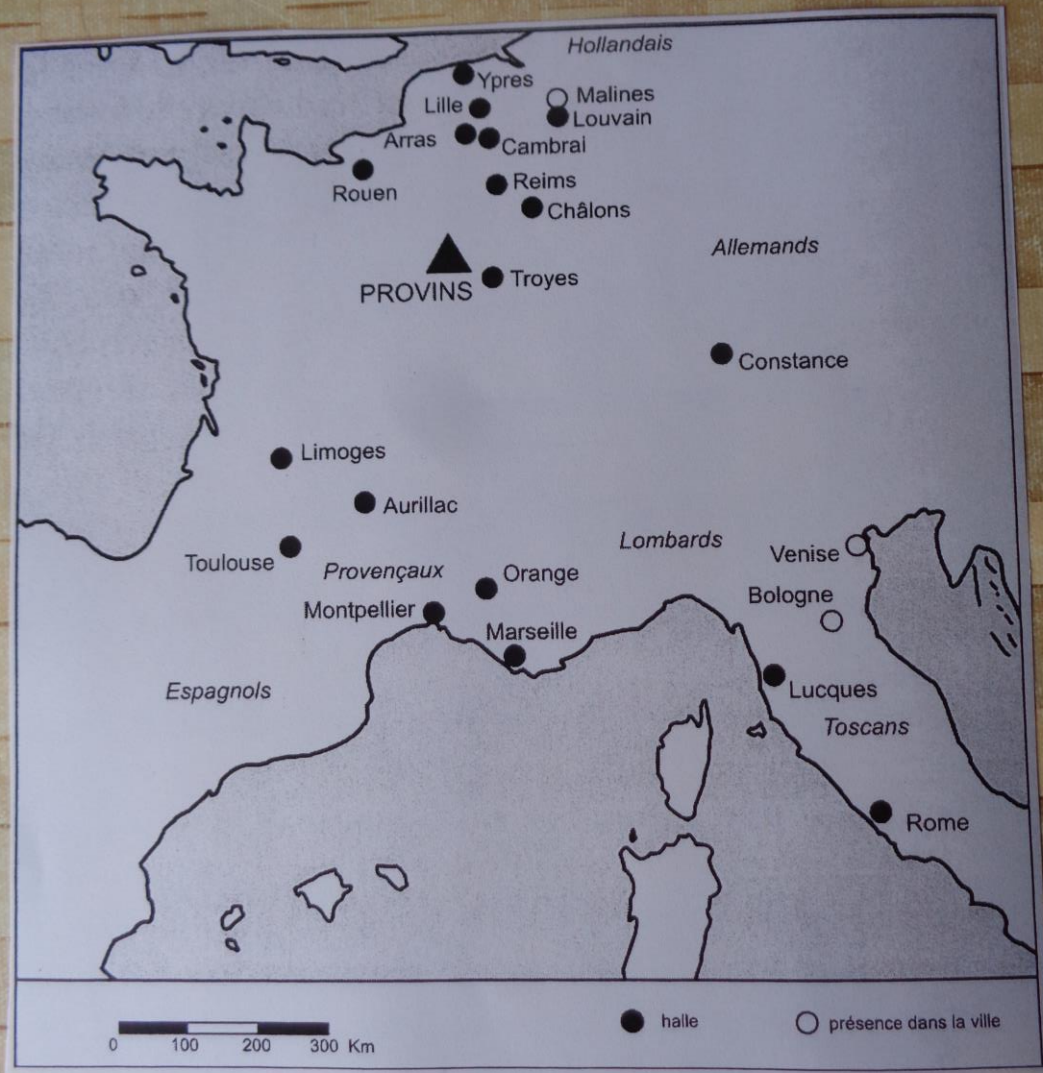 Hollandais
Ypres
Lille
Malines
Louvain
Arras
Cambrai
Rouen
Reims
Châlons
Allemands
PROVINS
Troyes
Constance
Limoges
Aurillac
Toulouse
Provençaux
Orange
Lombards
Venise
Montpellier
Bologne
Marseille
Espagnols
Lucques
Toscans
Rome
0 100 200 300 Km
halle
présence dans la ville